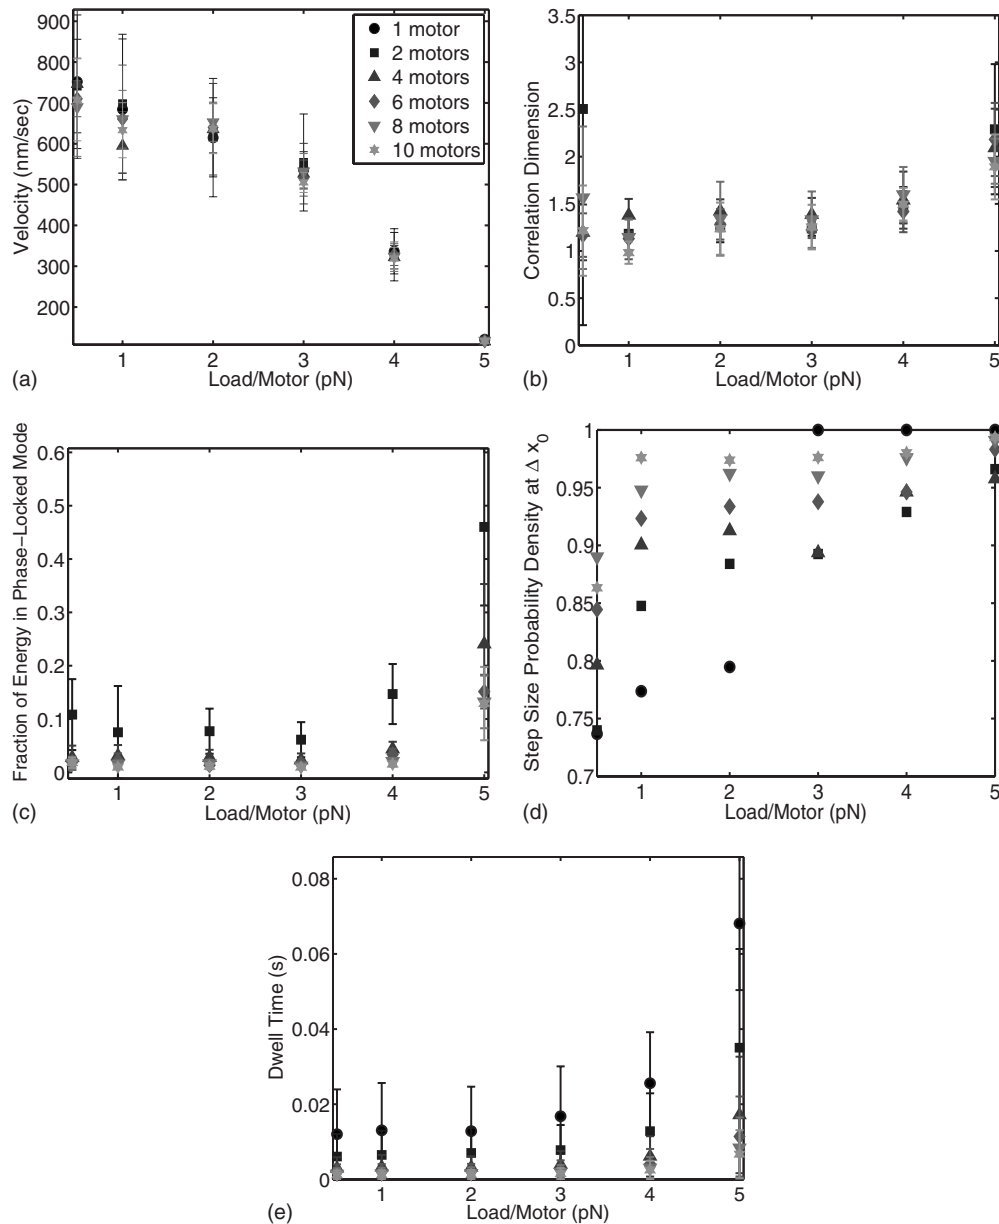 900
800
700
600
500
400
300
200
Velocity (nm/sec)
1 motor
2 motors
4 motors
6 motors
8 motors
10 motors
1 2 3 4 5
Load/Motor (pN)
(a)
3.5
3
2.5
2
1.5
1
0.5
0
Correlation Dimension
1 2 3 4 5
Load/Motor (pN)
(b)
0.6
0.5
0.4
0.3
0.2
0.1
0
Fraction of Energy in Phase-Locked Mode
1 2 3 4 5
Load/Motor (pN)
(c)
1
0.95
0.9
0.85
0.8
0.75
0.7
Step Size Probability Density at Δ x₀
1 2 3 4 5
Load/Motor (pN)
(d)
0.08
0.06
0.04
0.02
0
Dwell Time (s)
1 2 3 4 5
Load/Motor (pN)
(e)